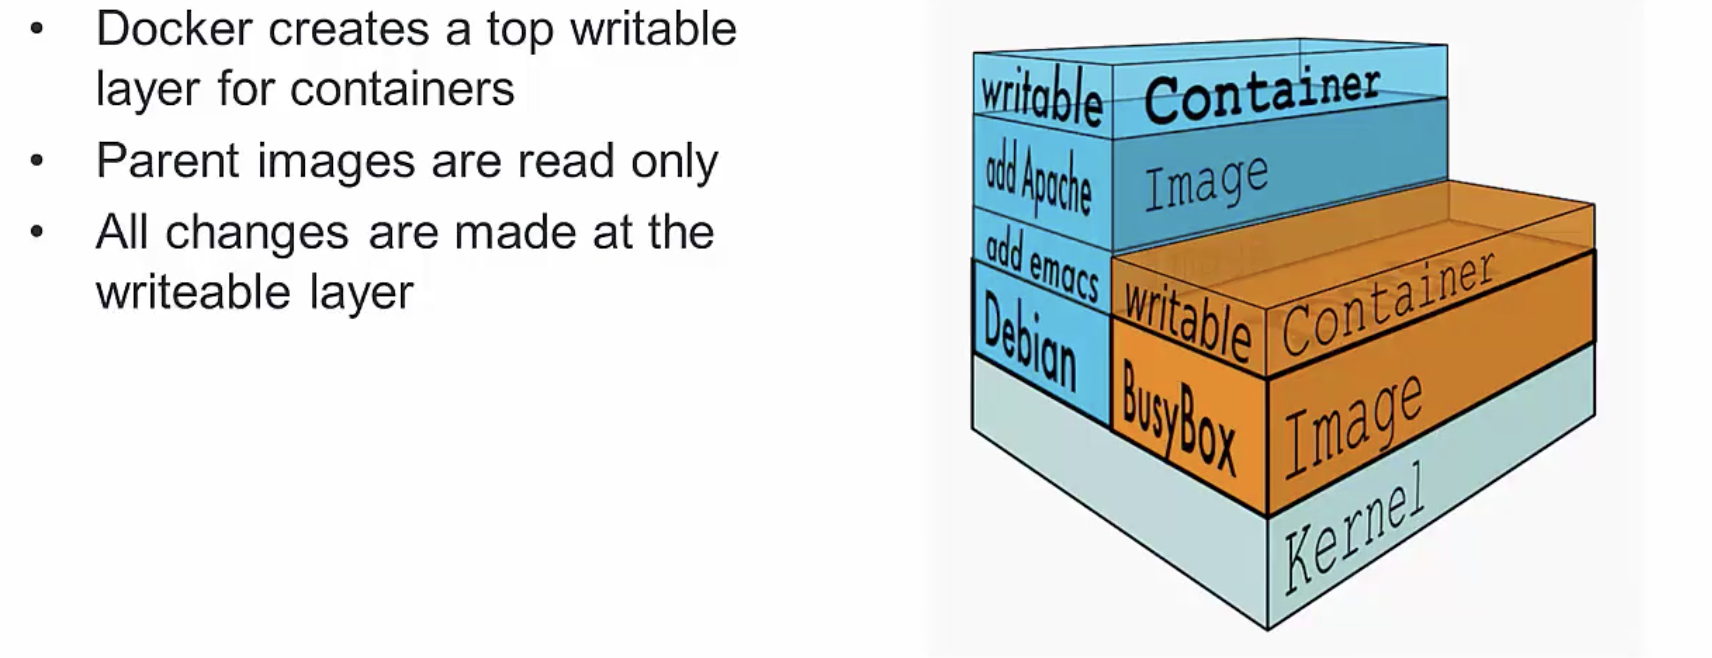 • Docker creates a top writable
layer for containers
• Parent images are read only
• All changes are made at the
writeable layer
writable Container
add Apache Image
add emacs
Debian
writable Container
BusyBox Image
Kernel